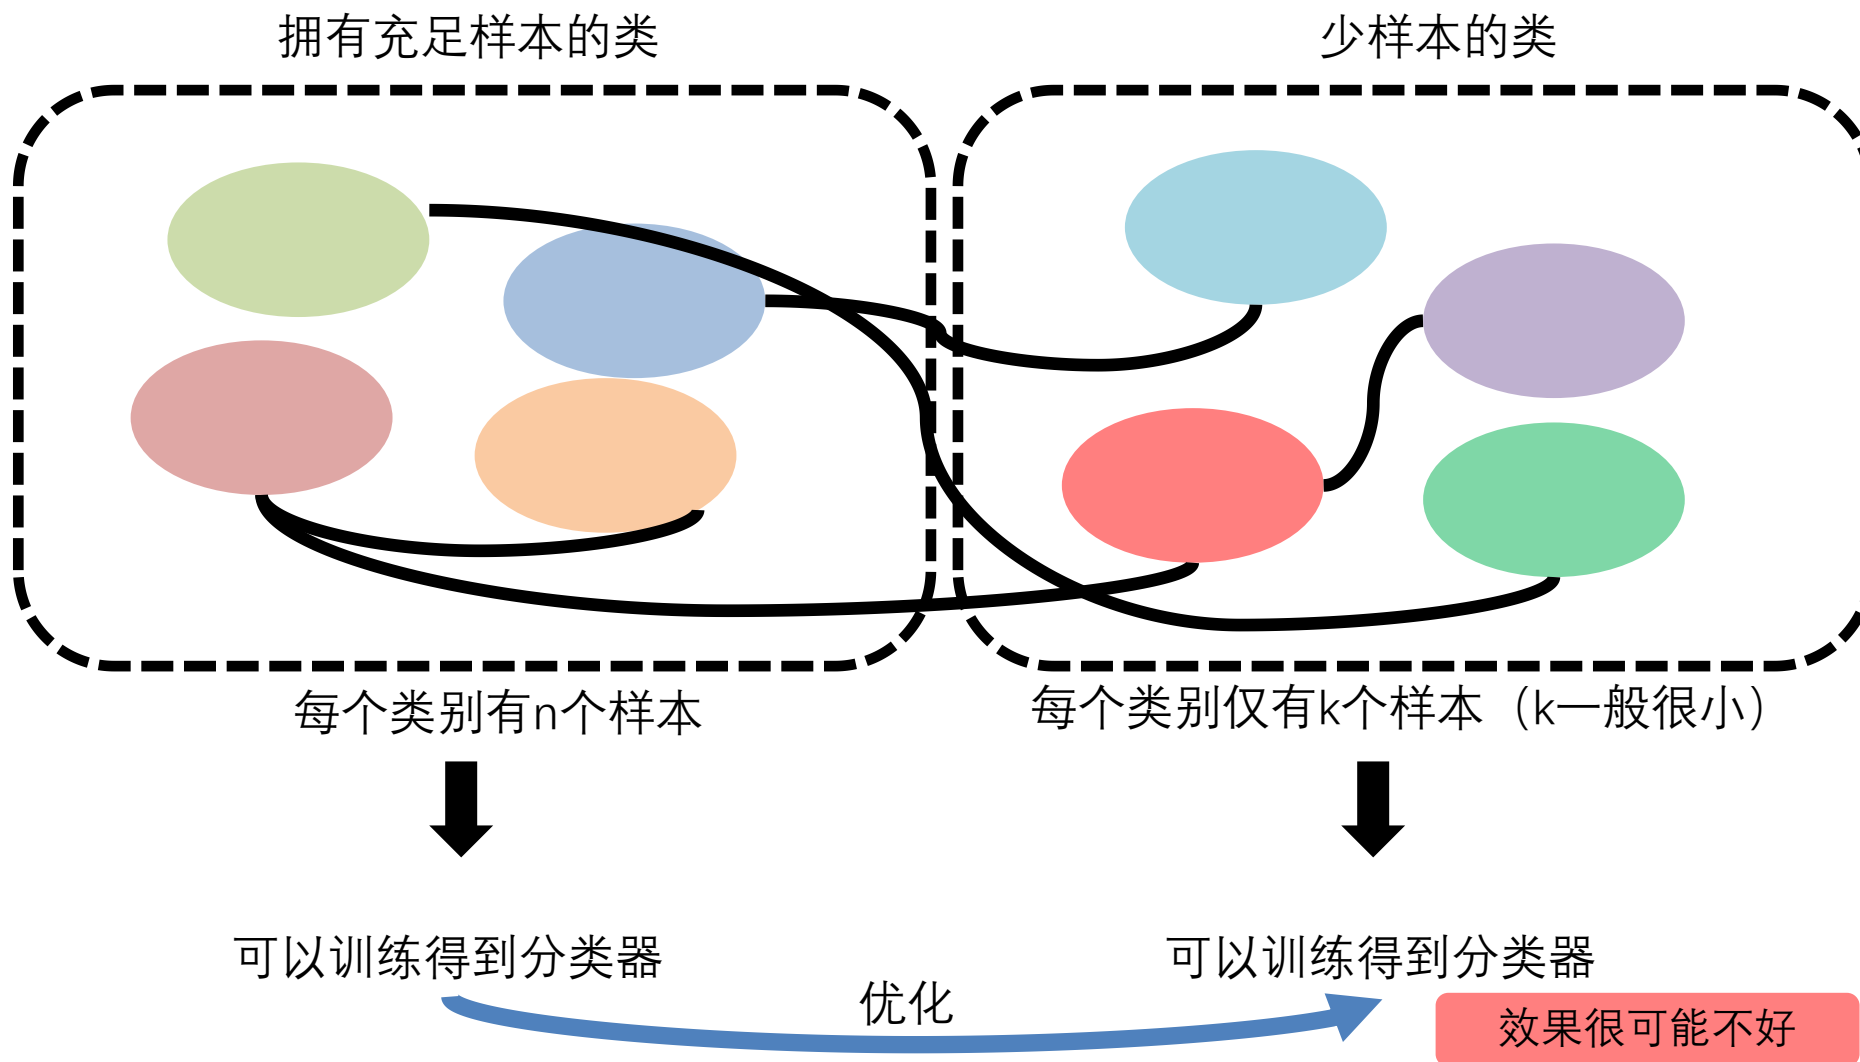 拥有充足样本的类
少样本的类
每个类别有n个样本
每个类别仅有k个样本（k一般很小）
可以训练得到分类器
可以训练得到分类器
优化
效果很可能不好